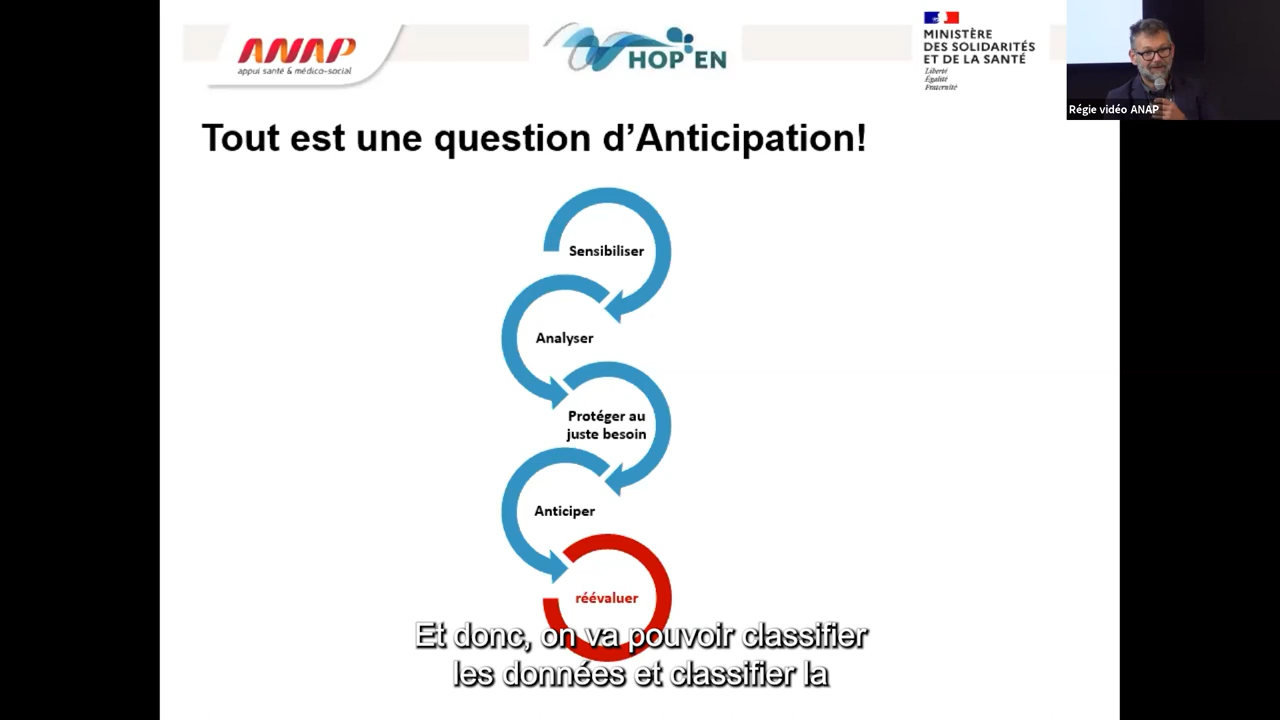 ANAP
appui santé & médico-social
HOP'EN
MINISTÈRE
DES SOLIDARITÉS
ET DE LA SANTÉ
Liberté
Égalité
Fraternité
Régie vidéo ANAP
Tout est une question d’Anticipation!
Sensibiliser
Analyser
Protéger au
juste besoin
Anticiper
réévaluer
Et donc, on va pouvoir classifier
les données et classifier la